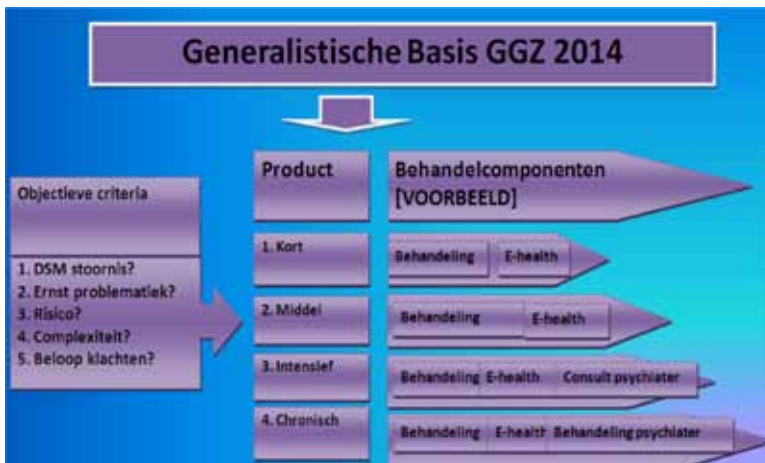 Generalistische Basis GGZ 2014
Objectieve criteria
1. DSM stoornis?
2. Ernst problematiek?
3. Risico?
4. Complexiteit?
5. Beloop klachten?
Product
Behandelcomponenten
[VOORBEELD]
1. Kort
Behandeling
E-health
2. Middel
Behandeling
E-health
3. Intensief
Behandeling
E-health
Consult psychiater
4. Chronisch
Behandeling
E-health
Behandeling psychiater